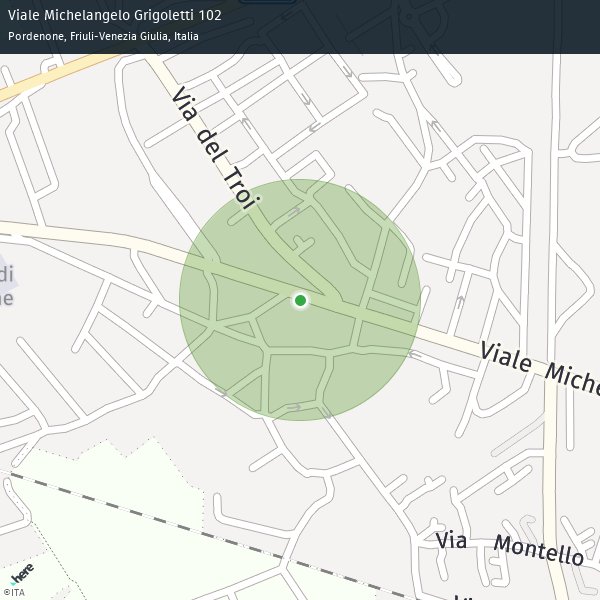 Viale Michelangelo Grigoletti 102
Pordenone, Friuli-Venezia Giulia, Italia
Via del Troi
di
ne
Viale Miche
Via Montello
here
©ITA